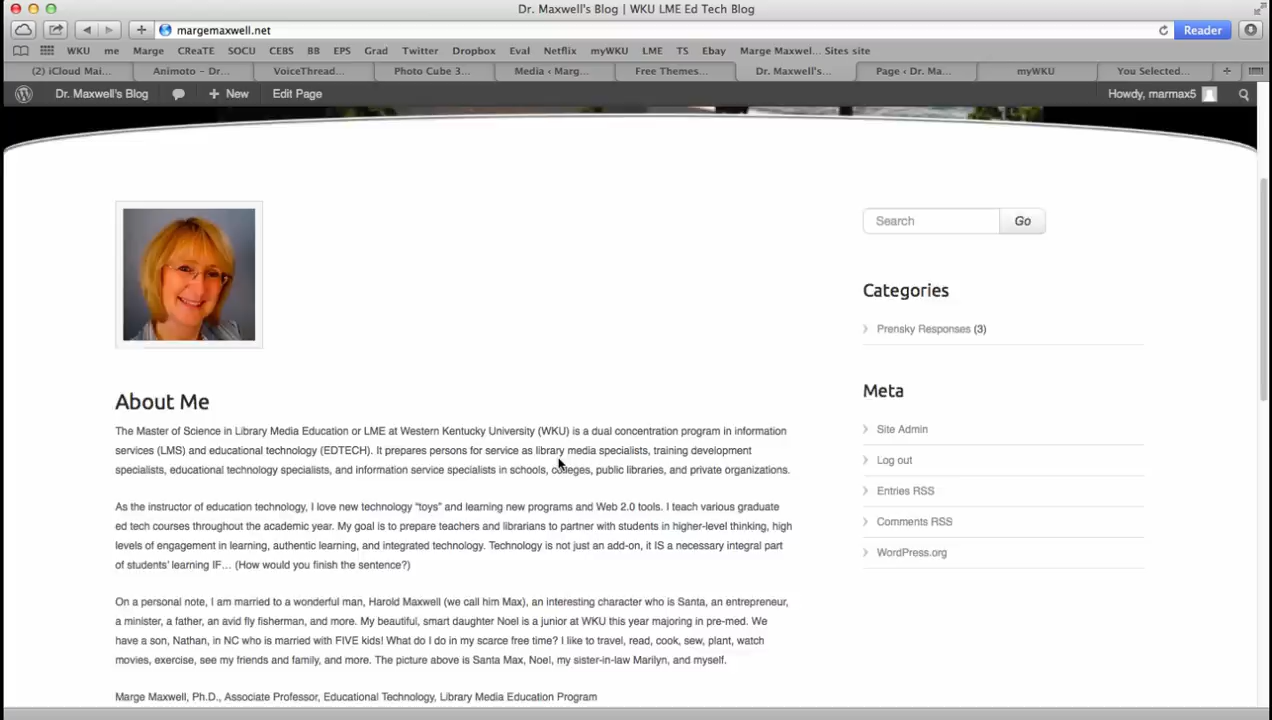 Dr. Maxwell's Blog | WKU LME Ed Tech Blog
margemaxwell.net
Reader
WKU me Marge CReaTE SOCU CEBS BB EPS Grad Twitter Dropbox Eval Netflix myWKU LME TS Ebay Marge Maxwel... Sites site
(2) iCloud Mai... Animoto – Dr... VoiceThread... Photo Cube 3... Media ‹ Marg... Free Themes... Dr. Maxwell's... Page ‹ Dr. Ma... myWKU You Selected...
Dr. Maxwell's Blog + New Edit Page Howdy, marmax5
Search Go
Categories
Prensky Responses (3)
Meta
Site Admin
Log out
Entries RSS
Comments RSS
WordPress.org
About Me
The Master of Science in Library Media Education or LME at Western Kentucky University (WKU) is a dual concentration program in information
services (LMS) and educational technology (EDTECH). It prepares persons for service as library media specialists, training development
specialists, educational technology specialists, and information service specialists in schools, colleges, public libraries, and private organizations.
As the instructor of education technology, I love new technology “toys” and learning new programs and Web 2.0 tools. I teach various graduate
ed tech courses throughout the academic year. My goal is to prepare teachers and librarians to partner with students in higher-level thinking, high
levels of engagement in learning, authentic learning, and integrated technology. Technology is not just an add-on, it IS a necessary integral part
of students’ learning IF… (How would you finish the sentence?)
On a personal note, I am married to a wonderful man, Harold Maxwell (we call him Max), an interesting character who is Santa, an entrepreneur,
a minister, a father, an avid fly fisherman, and more. My beautiful, smart daughter Noel is a junior at WKU this year majoring in pre-med. We
have a son, Nathan, in NC who is married with FIVE kids! What do I do in my scarce free time? I like to travel, read, cook, sew, plant, watch
movies, exercise, see my friends and family, and more. The picture above is Santa Max, Noel, my sister-in-law Marilyn, and myself.
Marge Maxwell, Ph.D., Associate Professor, Educational Technology, Library Media Education Program